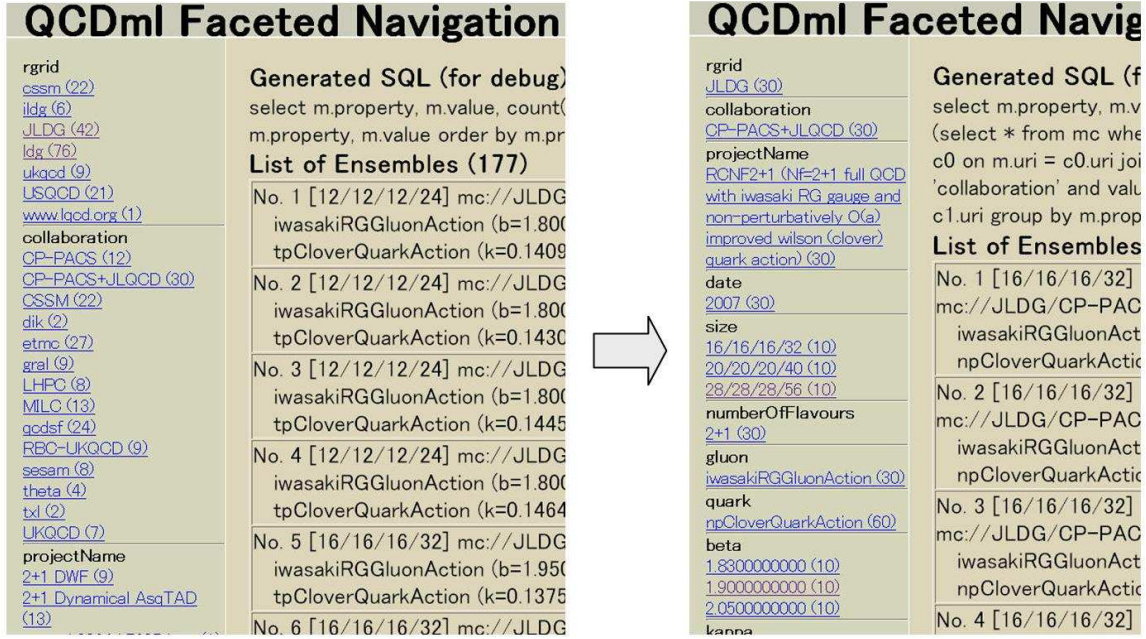 QCDml Faceted Navigation
rgrid
cssm (22)
ildg (6)
JLDG (42)
ldg (76)
ukqcd (9)
USQCD (21)
www.lqcd.org (1)
collaboration
CP-PACS (12)
CP-PACS+JLQCD (30)
CSSM (22)
dik (2)
etmc (27)
gral (9)
LHPC (8)
MILC (13)
qcdsf (24)
RBC-UKQCD (9)
sesam (8)
theta (4)
txl (2)
UKQCD (7)
projectName
2+1 DWF (9)
2+1 Dynamical AsqTAD
(13)
Generated SQL (for debug)
select m.property, m.value, count(
m.property, m.value order by m.pr
List of Ensembles (177)
No. 1 [12/12/12/24] mc://JLDG
iwasakiRGGluonAction (b=1.800
tpCloverQuarkAction (k=0.1409
No. 2 [12/12/12/24] mc://JLDG
iwasakiRGGluonAction (b=1.800
tpCloverQuarkAction (k=0.1430
No. 3 [12/12/12/24] mc://JLDG
iwasakiRGGluonAction (b=1.800
tpCloverQuarkAction (k=0.1445
No. 4 [12/12/12/24] mc://JLDG
iwasakiRGGluonAction (b=1.800
tpCloverQuarkAction (k=0.1464
No. 5 [16/16/16/32] mc://JLDG
iwasakiRGGluonAction (b=1.950
tpCloverQuarkAction (k=0.1375
No. 6 [16/16/16/32] mc://JLDG
QCDml Faceted Navig
rgrid
JLDG (30)
collaboration
CP-PACS+JLQCD (30)
projectName
RCNF2+1 (Nf=2+1 full QCD
with iwasaki RG gauge and
non-perturbatively O(a)
improved wilson (clover)
quark action) (30)
date
2007 (30)
size
16/16/16/32 (10)
20/20/20/40 (10)
28/28/28/56 (10)
numberOfFlavours
2+1 (30)
gluon
iwasakiRGGluonAction (30)
quark
npCloverQuarkAction (60)
beta
1.8300000000 (10)
1.9000000000 (10)
2.0500000000 (10)
kappa
Generated SQL (f
select m.property, m.v
(select * from mc whe
c0 on m.uri = c0.uri joi
'collaboration' and valu
c1.uri group by m.prop
List of Ensembles
No. 1 [16/16/16/32]
mc://JLDG/CP-PAC
iwasakiRGGluonAct
npCloverQuarkActic
No. 2 [16/16/16/32]
mc://JLDG/CP-PAC
iwasakiRGGluonAct
npCloverQuarkActic
No. 3 [16/16/16/32]
mc://JLDG/CP-PAC
iwasakiRGGluonAct
npCloverQuarkActic
No. 4 [16/16/16/32]